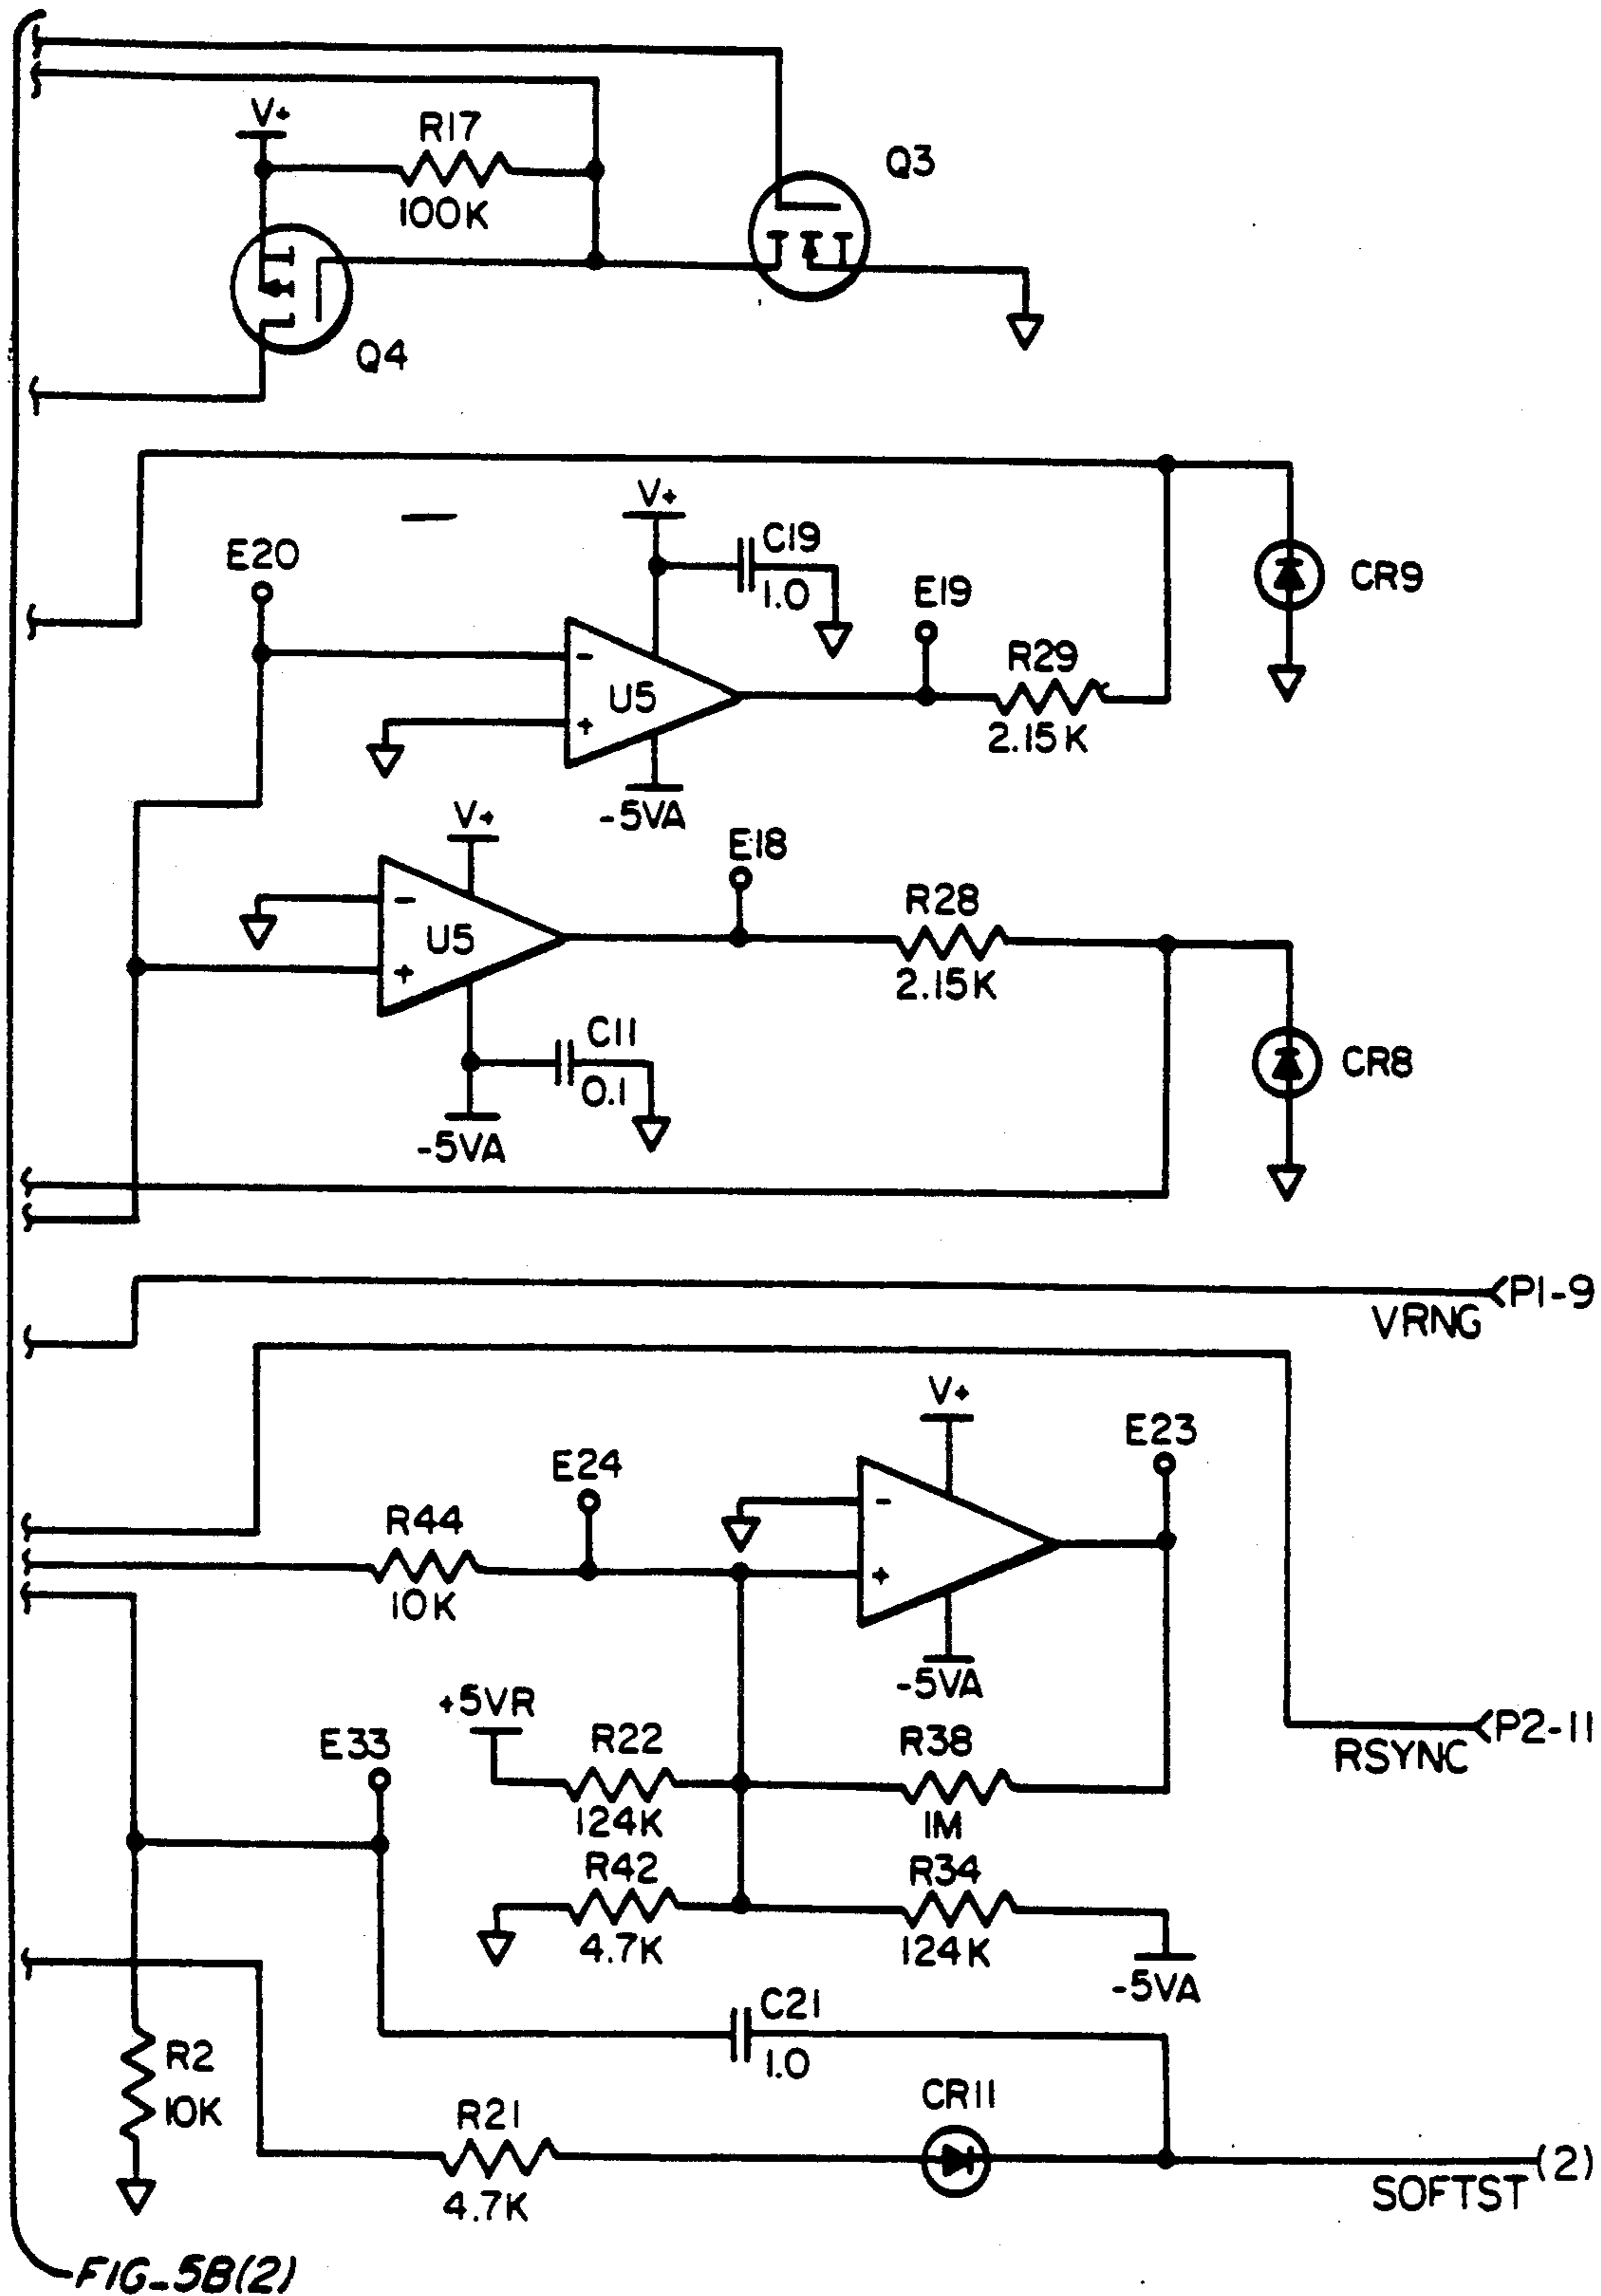 V+
R17
100K
Q3
Q4
V+
C19
1.0
E20
E19
CR9
R29
2.15K
-
U5
+
-5VA
V+
E18
R28
2.15K
-
U5
+
C11
0.1
CR8
-5VA
P1-9
VRNG
V+
E23
E24
R44
10K
-
+
-5VA
+5VR
P2-11
RSYNC
E33
R22
124K
R38
1M
R42
4.7K
R34
124K
-5VA
C21
1.0
R2
10K
CR11
R21
4.7K
(2)
SOFTST
FIG_5B(2)